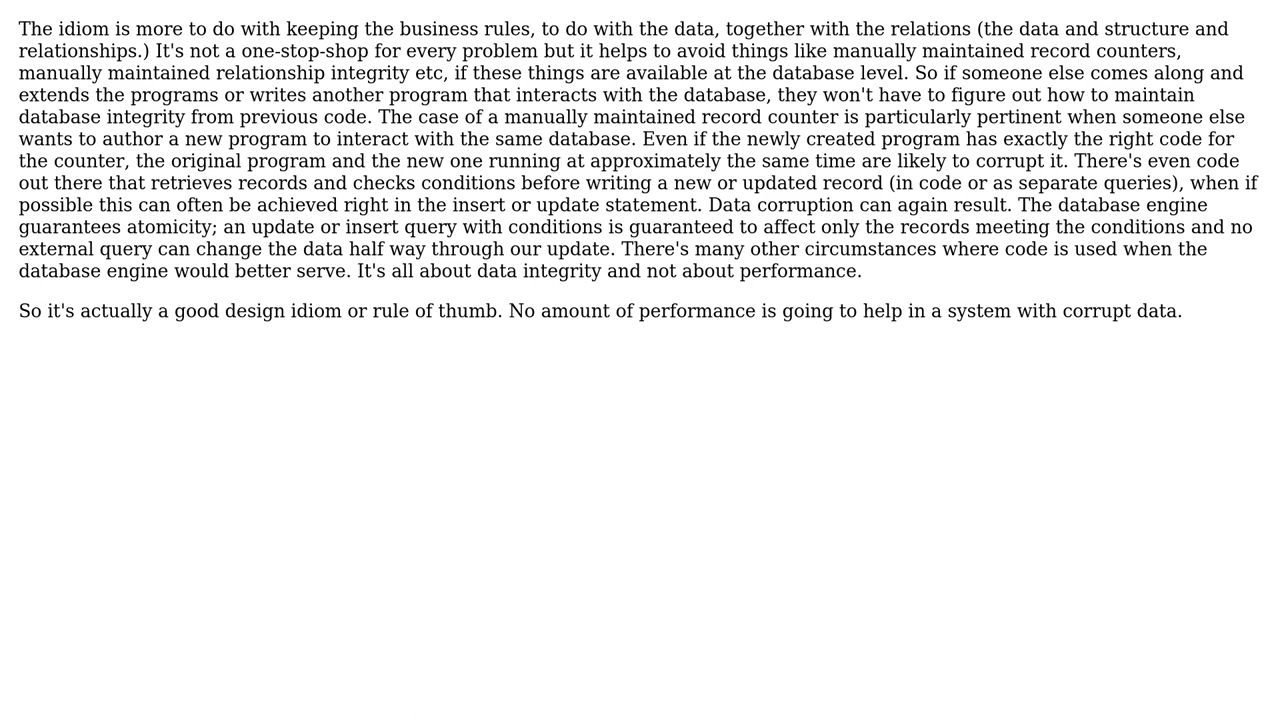 The idiom is more to do with keeping the business rules, to do with the data, together with the relations (the data and structure and
relationships.) It's not a one-stop-shop for every problem but it helps to avoid things like manually maintained record counters,
manually maintained relationship integrity etc, if these things are available at the database level. So if someone else comes along and
extends the programs or writes another program that interacts with the database, they won't have to figure out how to maintain
database integrity from previous code. The case of a manually maintained record counter is particularly pertinent when someone else
wants to author a new program to interact with the same database. Even if the newly created program has exactly the right code for
the counter, the original program and the new one running at approximately the same time are likely to corrupt it. There's even code
out there that retrieves records and checks conditions before writing a new or updated record (in code or as separate queries), when if
possible this can often be achieved right in the insert or update statement. Data corruption can again result. The database engine
guarantees atomicity; an update or insert query with conditions is guaranteed to affect only the records meeting the conditions and no
external query can change the data half way through our update. There's many other circumstances where code is used when the
database engine would better serve. It's all about data integrity and not about performance.
So it's actually a good design idiom or rule of thumb. No amount of performance is going to help in a system with corrupt data.